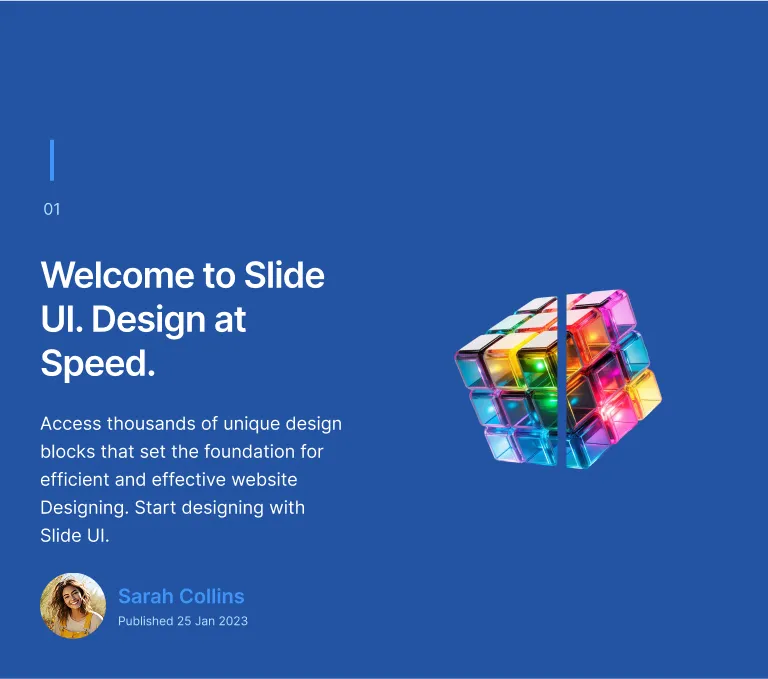 01
Welcome to Slide
UI. Design at
Speed.
Access thousands of unique design
blocks that set the foundation for
efficient and effective website
Designing. Start designing with
Slide UI.
Sarah Collins
Published 25 Jan 2023